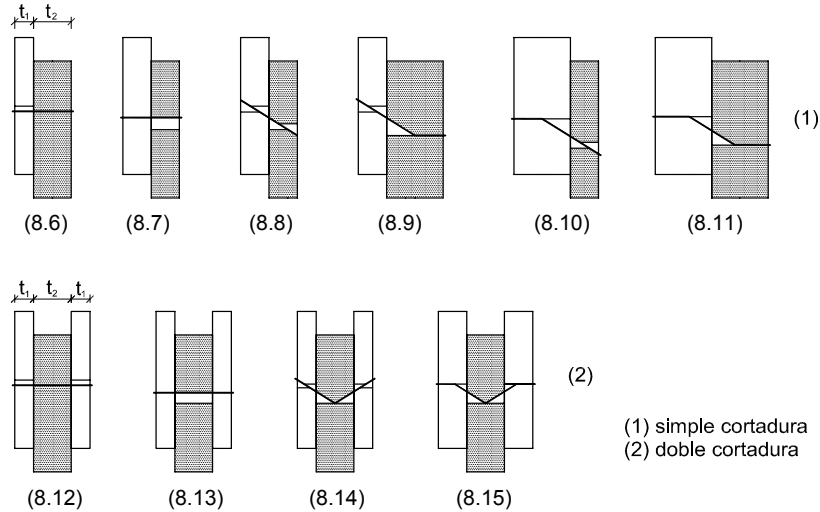 t₁ t₂
(1)
(8.6) (8.7) (8.8) (8.9) (8.10) (8.11)
t₁ t₂ t₁
(2)
(1) simple cortadura
(2) doble cortadura
(8.12) (8.13) (8.14) (8.15)